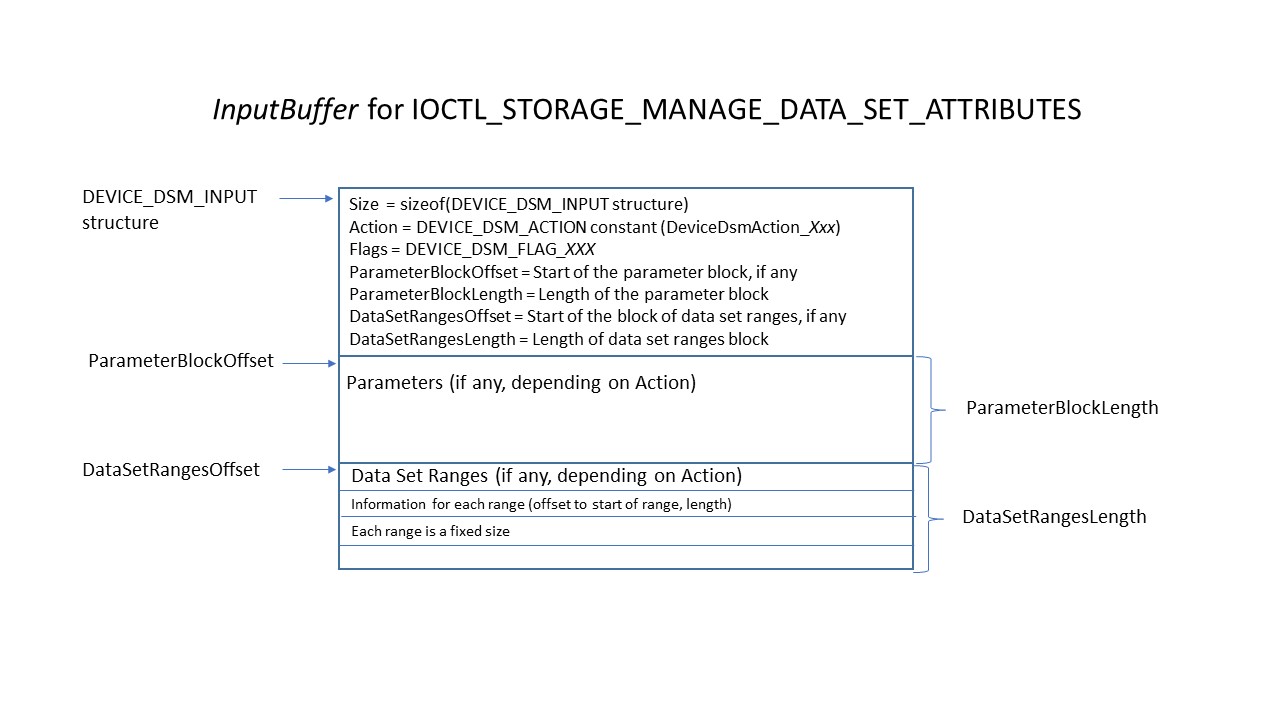 InputBuffer for IOCTL_STORAGE_MANAGE_DATA_SET_ATTRIBUTES
DEVICE_DSM_INPUT
structure
Size = sizeof(DEVICE_DSM_INPUT structure)
Action = DEVICE_DSM_ACTION constant (DeviceDsmAction_Xxx)
Flags = DEVICE_DSM_FLAG_XXX
ParameterBlockOffset = Start of the parameter block, if any
ParameterBlockLength = Length of the parameter block
DataSetRangesOffset = Start of the block of data set ranges, if any
DataSetRangesLength = Length of data set ranges block
ParameterBlockOffset
Parameters (if any, depending on Action)
ParameterBlockLength
DataSetRangesOffset
Data Set Ranges (if any, depending on Action)
Information for each range (offset to start of range, length)
Each range is a fixed size
DataSetRangesLength